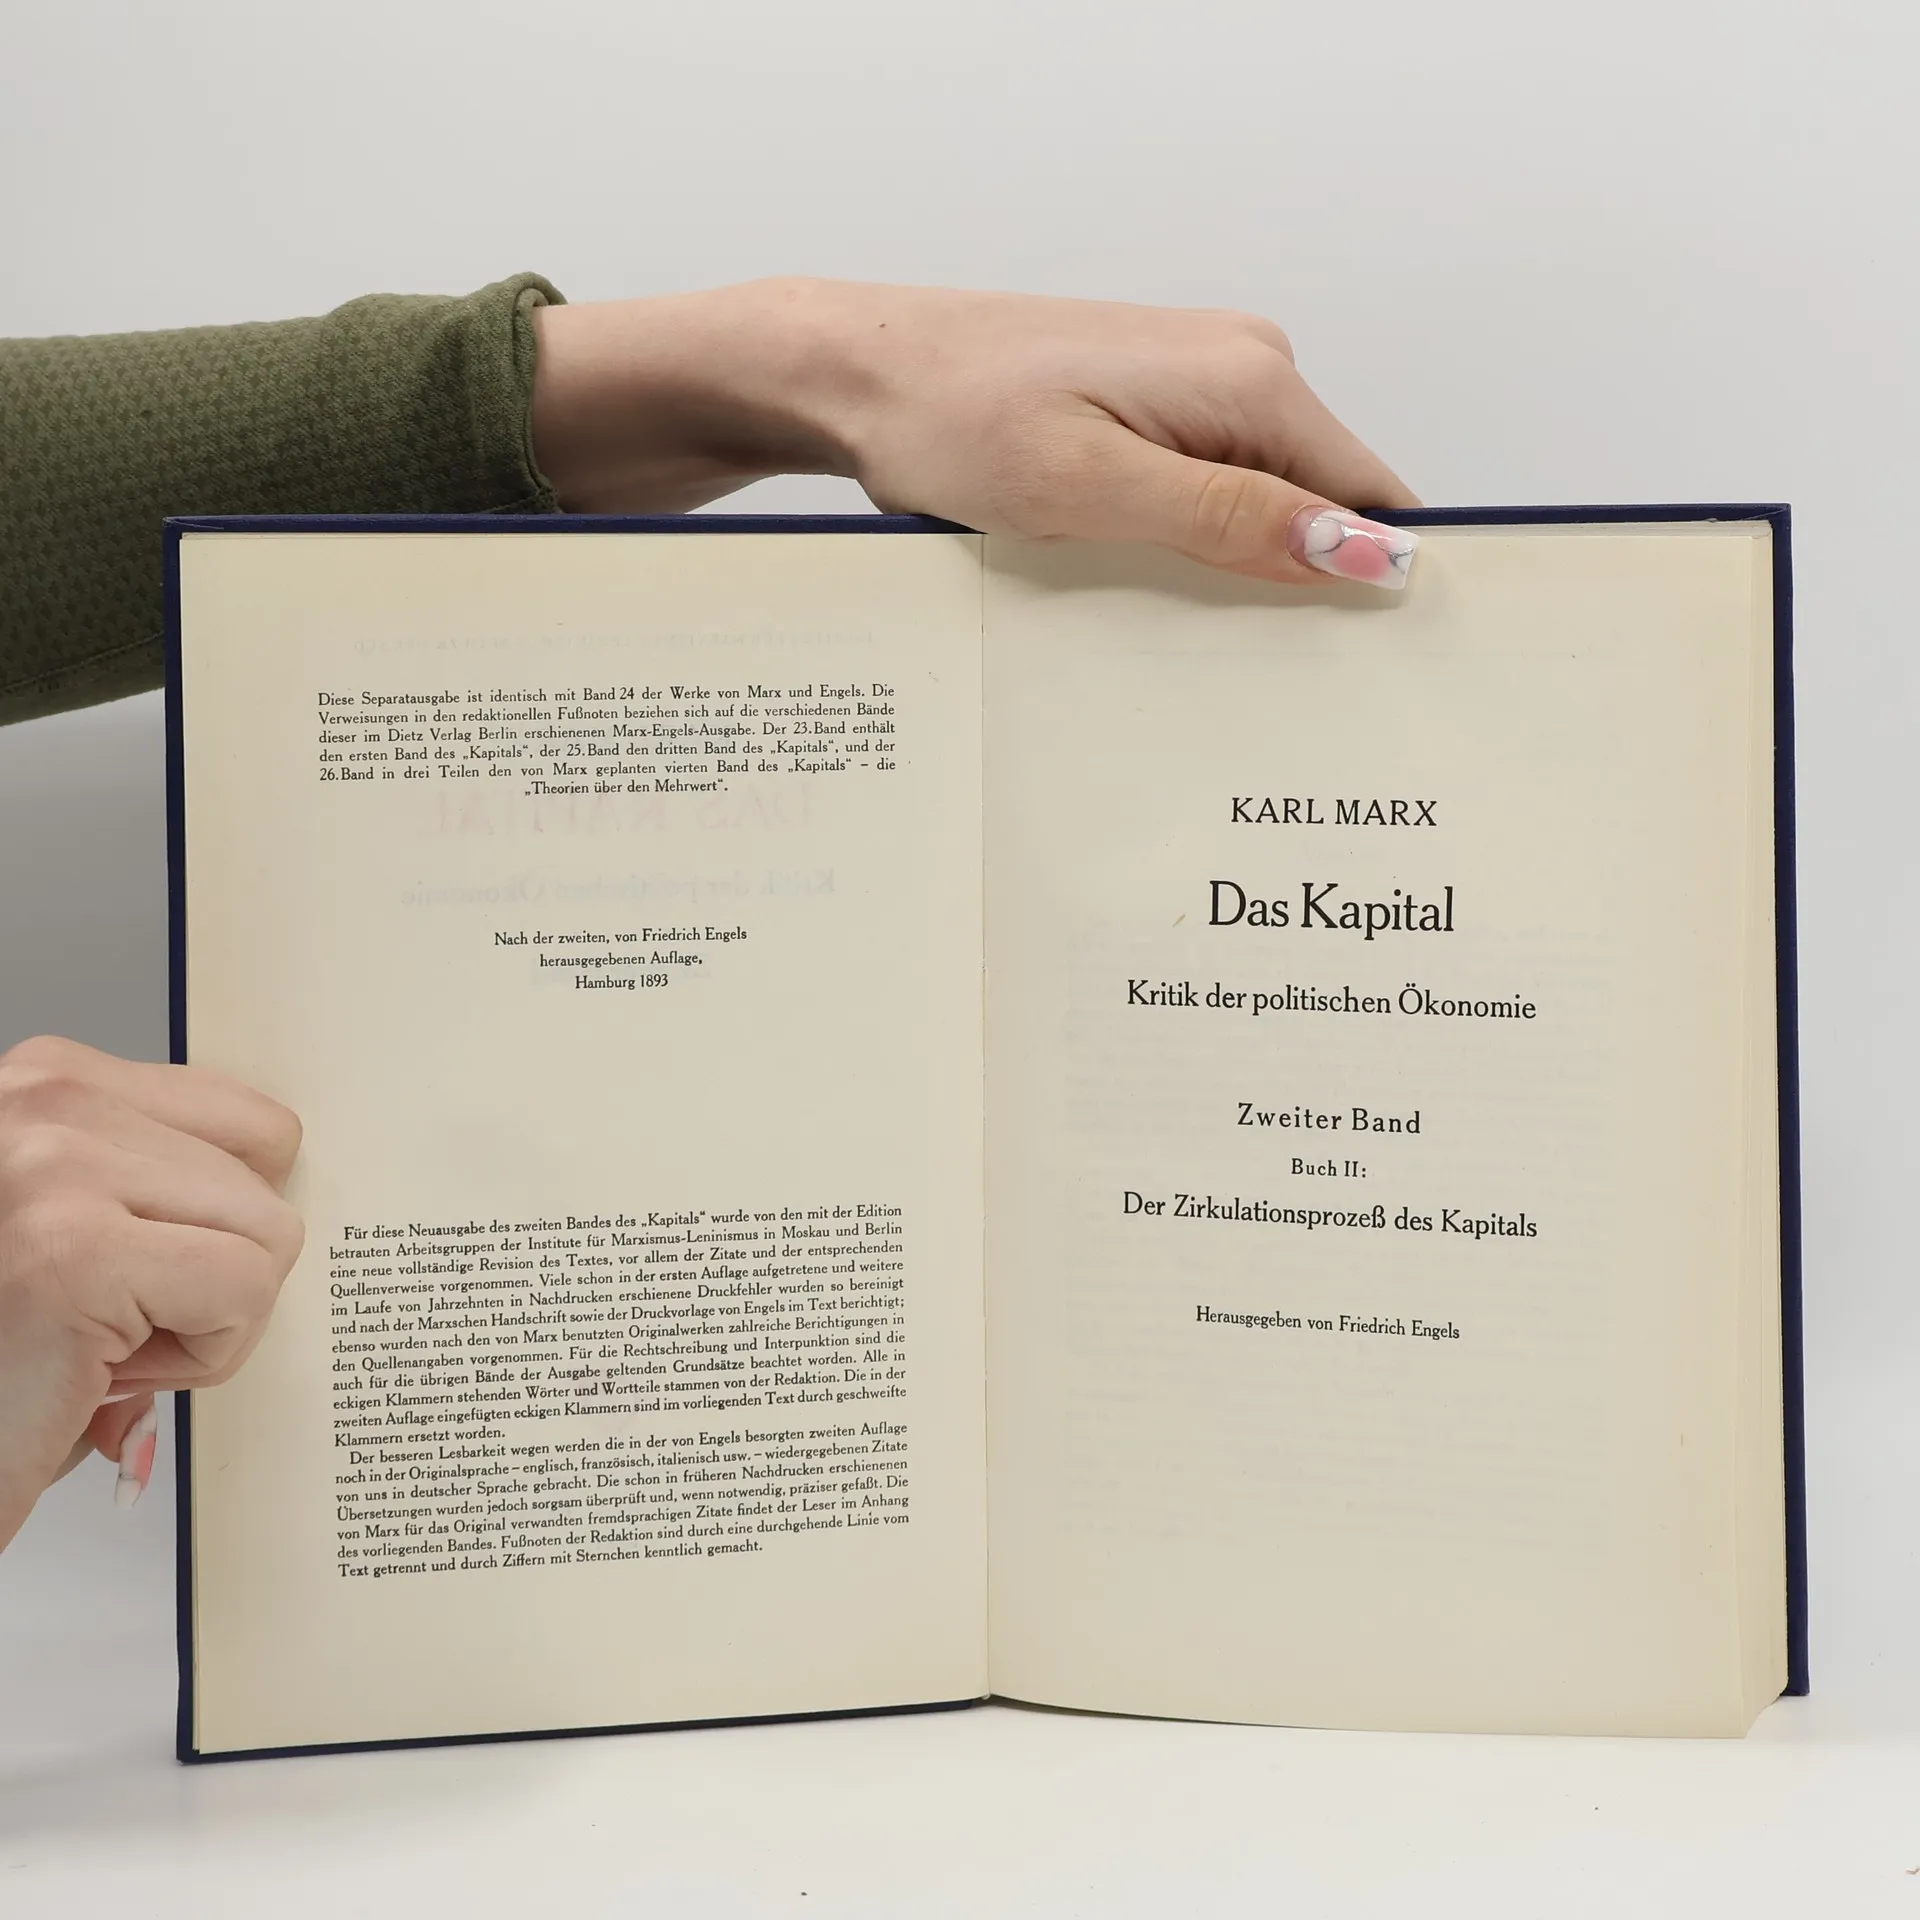 Diese Separatausgabe ist identisch mit Band 24 der Werke von Marx und Engels. Die
Verweisungen in den redaktionellen Fußnoten beziehen sich auf die verschiedenen Bände
dieser im Dietz Verlag Berlin erschienenen Marx-Engels-Ausgabe. Der 23. Band enthält
den ersten Band des „Kapitals“, der 25. Band den dritten Band des „Kapitals“, und der
26. Band in drei Teilen den von Marx geplanten vierten Band des „Kapitals“ – die
„Theorien über den Mehrwert“.
Nach der zweiten, von Friedrich Engels
herausgegebenen Auflage,
Hamburg 1893
Für diese Neuausgabe des zweiten Bandes des „Kapitals“ wurde von den mit der Edition
betrauten Arbeitsgruppen der Institute für Marxismus-Leninismus in Moskau und Berlin
eine neue vollständige Revision des Textes, vor allem der Zitate und der entsprechenden
Quellenverweise vorgenommen. Viele schon in der ersten Auflage aufgetretene und weitere
im Laufe von Jahrzehnten in Nachdrucken erschienene Druckfehler wurden so bereinigt
und nach der Marxschen Handschrift sowie der Druckvorlage von Engels im Text berichtigt;
ebenso wurden nach den von Marx benutzten Originalwerken zahlreiche Berichtigungen in
den Quellenangaben vorgenommen. Für die Rechtschreibung und Interpunktion sind die
auch für die übrigen Bände der Ausgabe geltenden Grundsätze beachtet worden. Alle in
eckigen Klammern stehenden Wörter und Wortteile stammen von der Redaktion. Die in der
zweiten Auflage eingefügten eckigen Klammern sind im vorliegenden Text durch geschweifte
Klammern ersetzt worden.
Der besseren Lesbarkeit wegen werden die in der von Engels besorgten zweiten Auflage
noch in der Originalsprache – englisch, französisch, italienisch usw. – wiedergegebenen Zitate
von uns in deutscher Sprache gebracht. Die schon in früheren Nachdrucken erschienenen
Übersetzungen wurden jedoch sorgsam überprüft und, wenn notwendig, präziser gefaßt. Die
von Marx für das Original verwandten fremdsprachigen Zitate findet der Leser im Anhang
des vorliegenden Bandes. Fußnoten der Redaktion sind durch eine durchgehende Linie vom
Text getrennt und durch Ziffern mit Sternchen kenntlich gemacht.
KARL MARX
Das Kapital
Kritik der politischen Ökonomie
Zweiter Band
Buch II:
Der Zirkulationsprozeß des Kapitals
Herausgegeben von Friedrich Engels